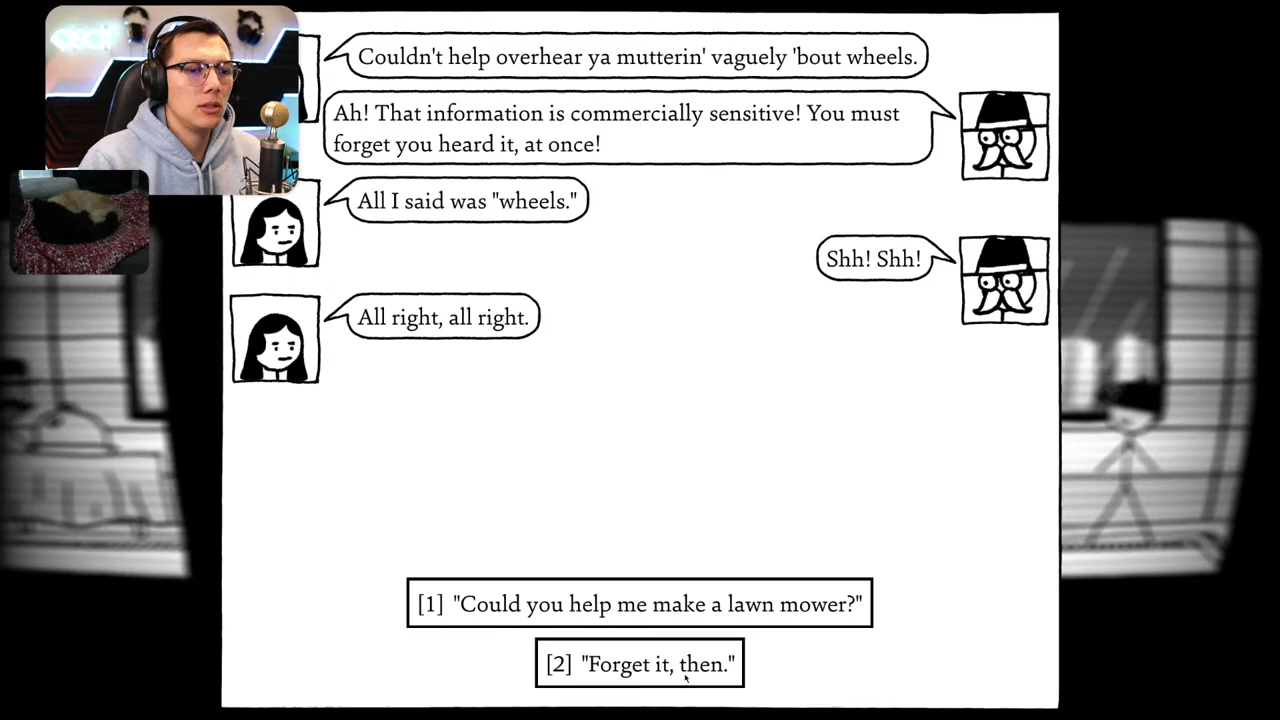 Couldn't help overhear ya mutterin' vaguely 'bout wheels.
Ah! That information is commercially sensitive! You must
forget you heard it, at once!
All I said was "wheels."
Shh! Shh!
All right, all right.
[1] "Could you help me make a lawn mower?"
[2] "Forget it, then."